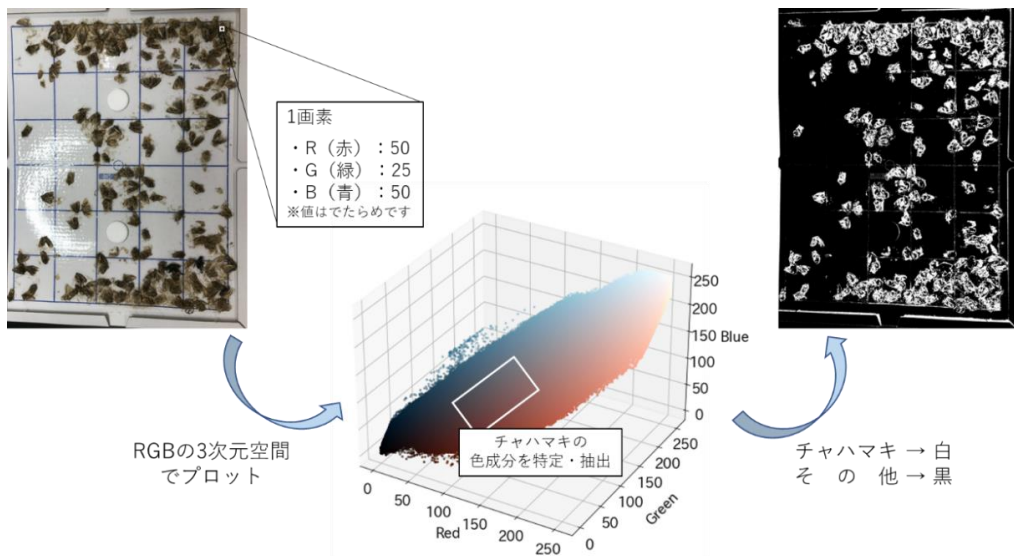 1画素
・R（赤）：50
・G（緑）：25
・B（青）：50
※値はでたらめです
RGBの3次元空間
でプロット
チャハマキの
色成分を特定・抽出
0
50
100
150
200
250
Red
0
50
100
150
200
250
Green
250
200
150
100
50
0
Blue
チャハマキ → 白
そ の 他 → 黒